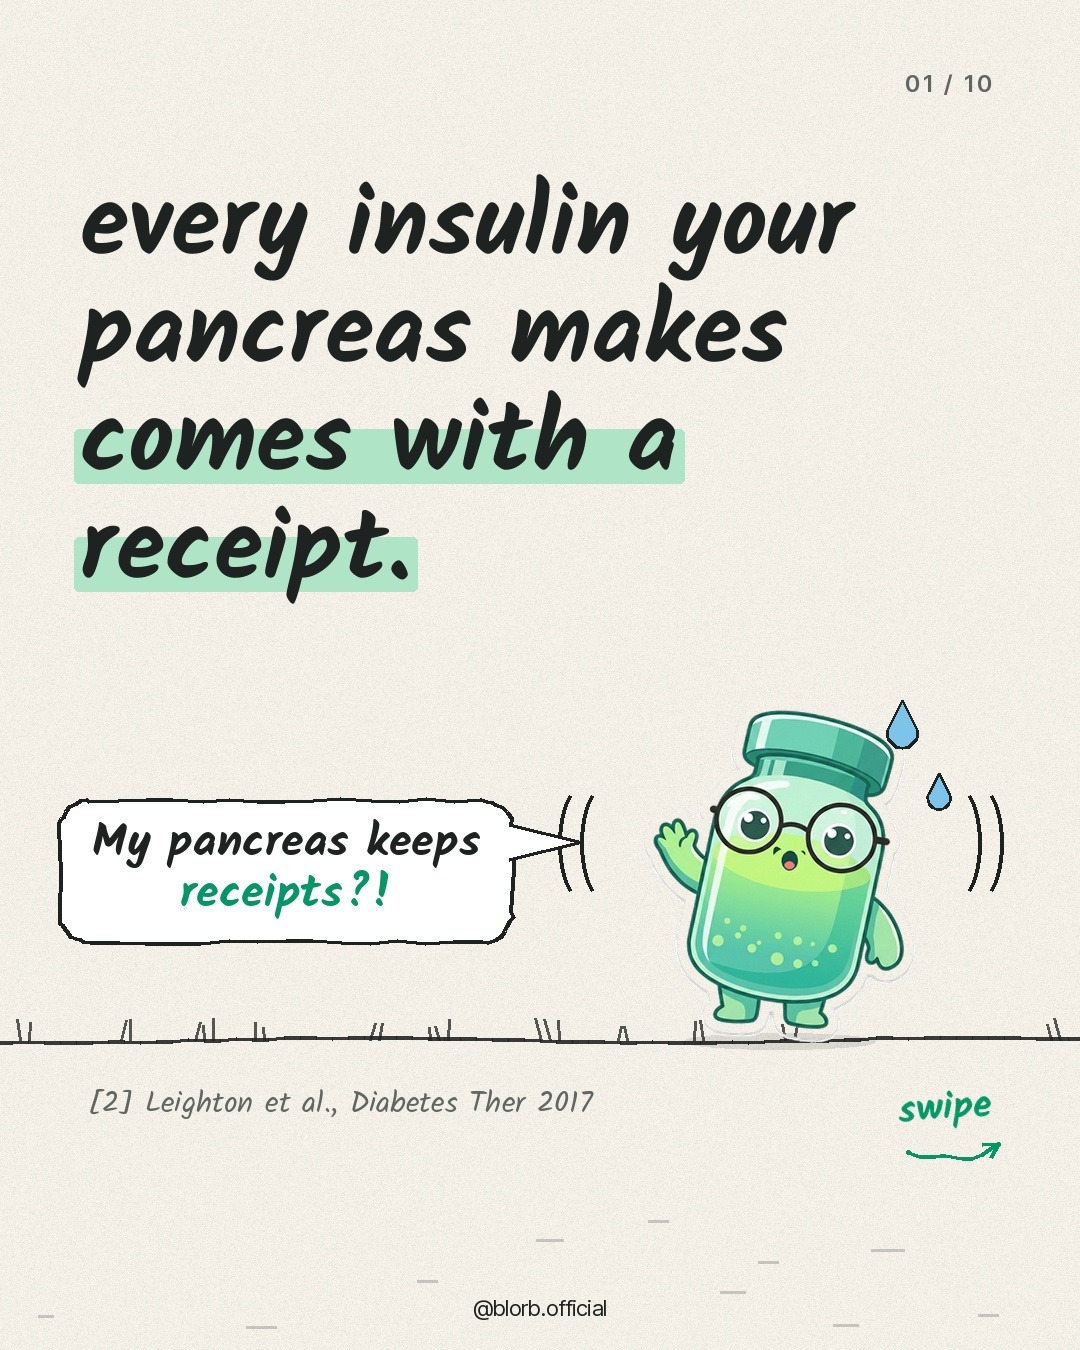 01 / 10
every insulin your
pancreas makes
comes with a
receipt.
My pancreas keeps
receipts?!
[2] Leighton et al., Diabetes Ther 2017
swipe
@blorb.official